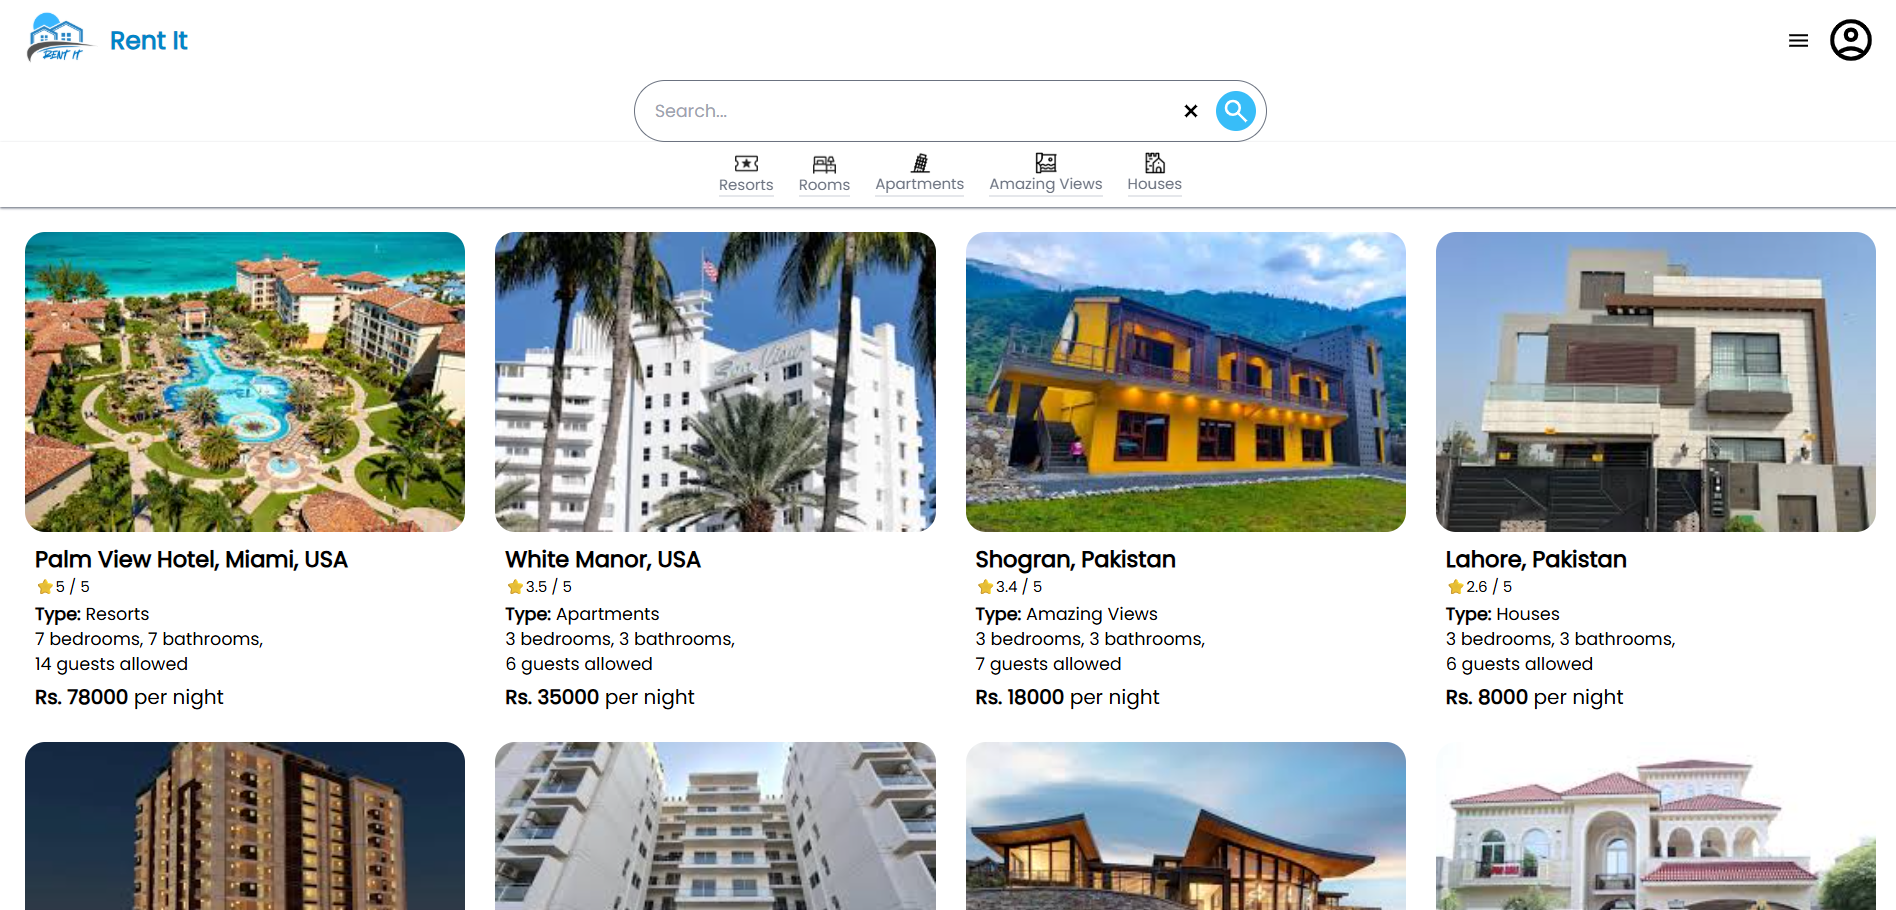 RENT IT
Rent It
Search...
Resorts
Rooms
Apartments
Amazing Views
Houses
Palm View Hotel, Miami, USA
5 / 5
Type: Resorts
7 bedrooms, 7 bathrooms,
14 guests allowed
Rs. 78000 per night
White Manor, USA
3.5 / 5
Type: Apartments
3 bedrooms, 3 bathrooms,
6 guests allowed
Rs. 35000 per night
Shogran, Pakistan
3.4 / 5
Type: Amazing Views
3 bedrooms, 3 bathrooms,
7 guests allowed
Rs. 18000 per night
Lahore, Pakistan
2.6 / 5
Type: Houses
3 bedrooms, 3 bathrooms,
6 guests allowed
Rs. 8000 per night